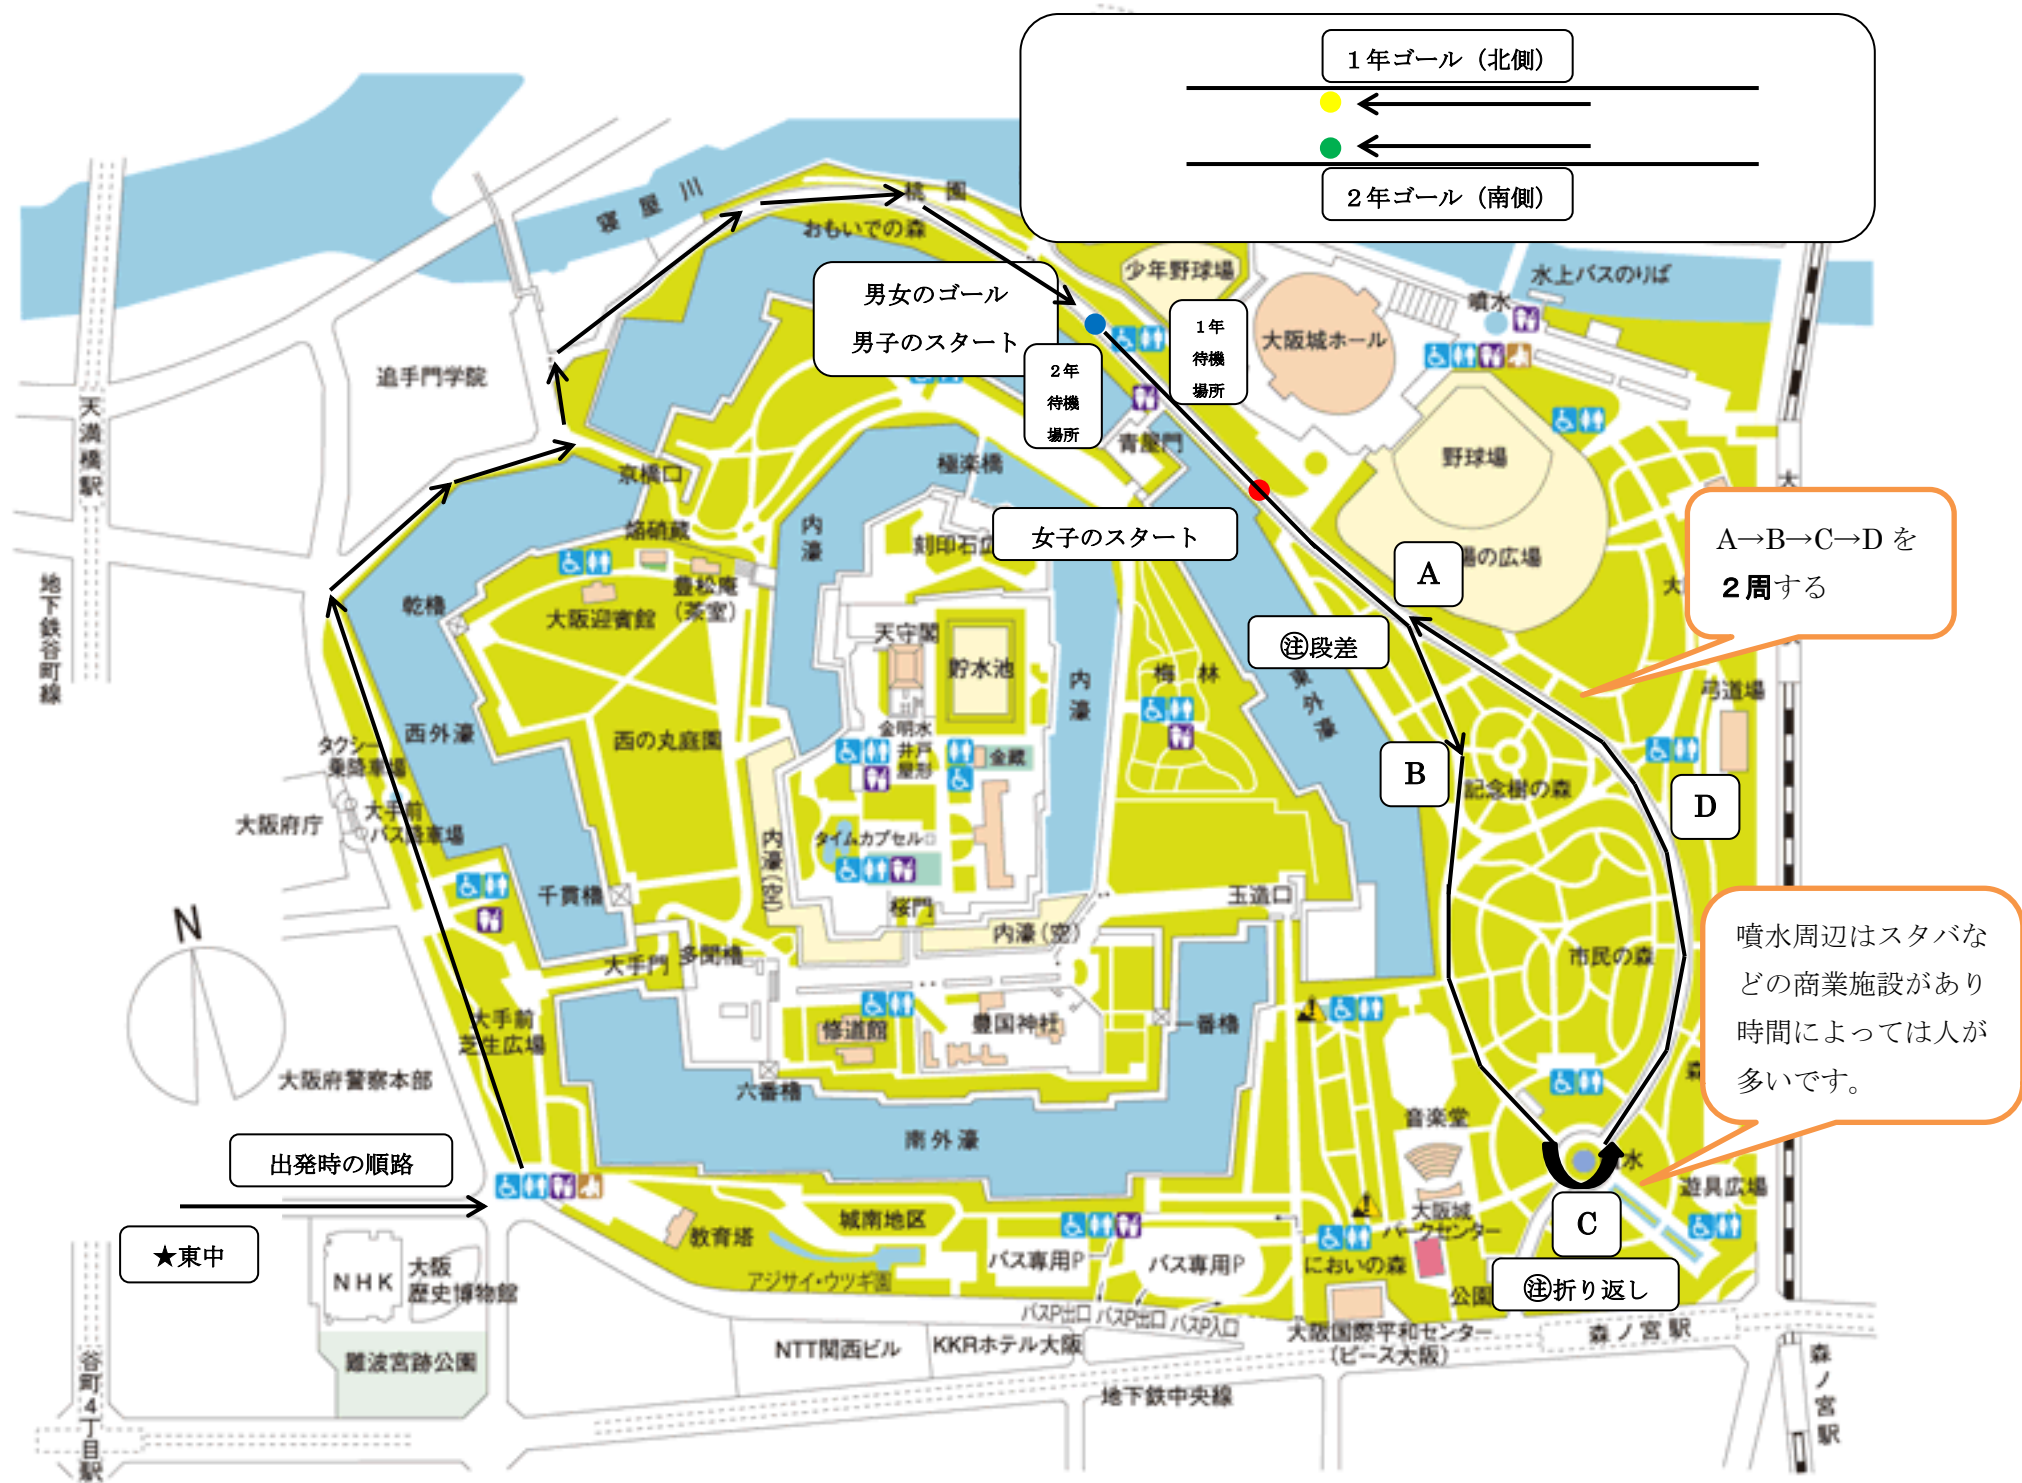 1年ゴール（北側）
2年ゴール（南側）
桃園
寝屋川
おもいでの森
少年野球場
水上バスのりば
噴水
男女のゴール
男子のスタート
1年
待機
場所
2年
待機
場所
大阪城ホール
追手門学院
天満橋駅
青屋門
野球場
極楽橋
京橋口
内濠
焔硝蔵
刻印石広
女子のスタート
場の広場
A
A→B→C→Dを
２周する
地下鉄谷町線
乾櫓
大阪迎賓館
豊松庵
（茶室）
天守閣
貯水池
㊟段差
梅林
内濠
東外濠
弓道場
西外濠
西の丸庭園
金明水
井戸
屋形
金蔵
タクシー
乗降車場
B
記念樹の森
D
大阪府庁
大手前
バス降車場
タイムカプセル
内濠（空）
千貫櫓
桜門
玉造口
内濠（空）
N
大手門
多聞櫓
市民の森
噴水周辺はスタバな
どの商業施設があり
時間によっては人が
多いです。
大手前
芝生広場
修道館
豊国神社
一番櫓
大阪府警察本部
六番櫓
森
音楽堂
南外濠
出発時の順路
水
遊具広場
★東中
教育塔
城南地区
大阪城
パークセンター
C
バス専用P
バス専用P
においの森
NHK
大阪
歴史博物館
アジサイ・ウツギ園
公園
㊟折り返し
バスP出口
バスP出口
バスP入口
大阪国際平和センター
（ピース大阪）
森ノ宮駅
難波宮跡公園
NTT関西ビル
KKRホテル大阪
谷町4丁目駅
地下鉄中央線
森ノ宮駅